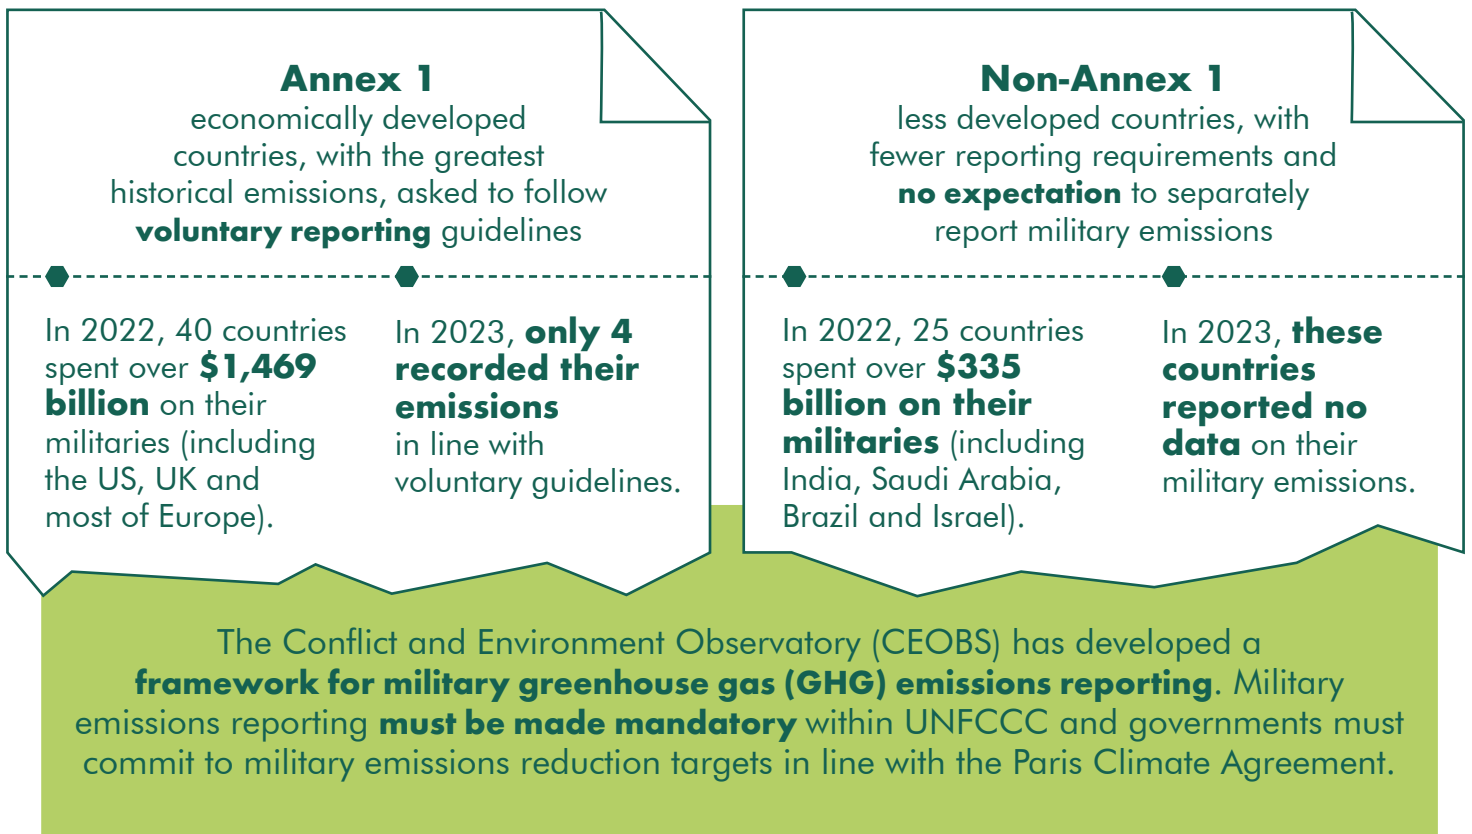 Annex 1
economically developed
countries, with the greatest
historical emissions, asked to follow
voluntary reporting guidelines
In 2022, 40 countries
spent over $1,469
billion on their
militaries (including
the US, UK and
most of Europe).
In 2023, only 4
recorded their
emissions
in line with
voluntary guidelines.
Non-Annex 1
less developed countries, with
fewer reporting requirements and
no expectation to separately
report military emissions
In 2022, 25 countries
spent over $335
billion on their
militaries (including
India, Saudi Arabia,
Brazil and Israel).
In 2023, these
countries
reported no
data on their
military emissions.
The Conflict and Environment Observatory (CEOBS) has developed a
framework for military greenhouse gas (GHG) emissions reporting. Military
emissions reporting must be made mandatory within UNFCCC and governments must
commit to military emissions reduction targets in line with the Paris Climate Agreement.